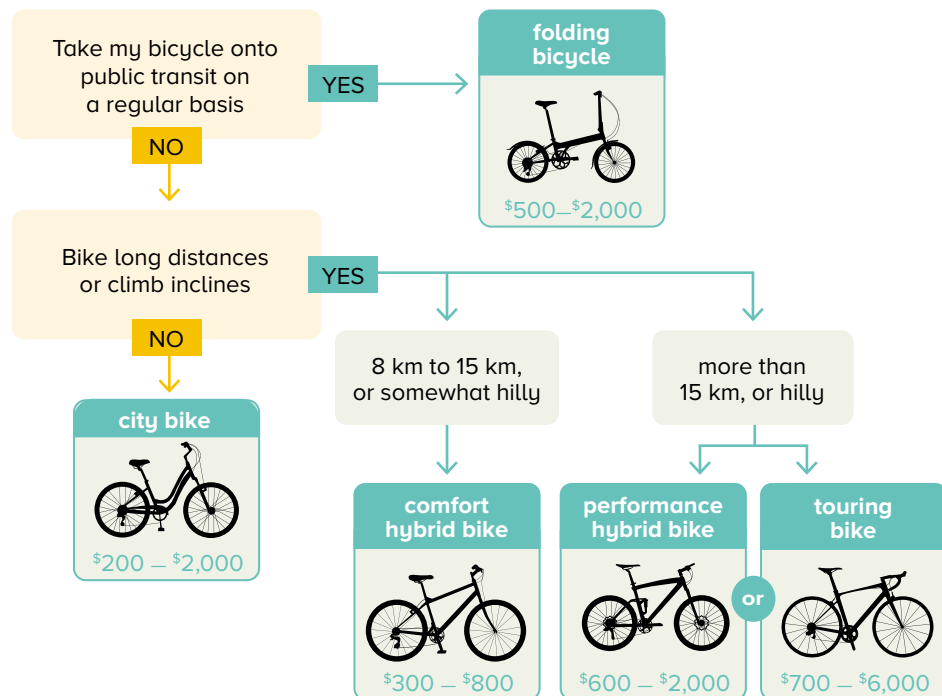 Take my bicycle onto
public transit on
a regular basis
YES
folding
bicycle
$500–$2,000
NO
Bike long distances
or climb inclines
YES
NO
8 km to 15 km,
or somewhat hilly
more than
15 km, or hilly
city bike
$200 – $2,000
comfort
hybrid bike
$300 – $800
performance
hybrid bike
$600 – $2,000
or
touring
bike
$700 – $6,000